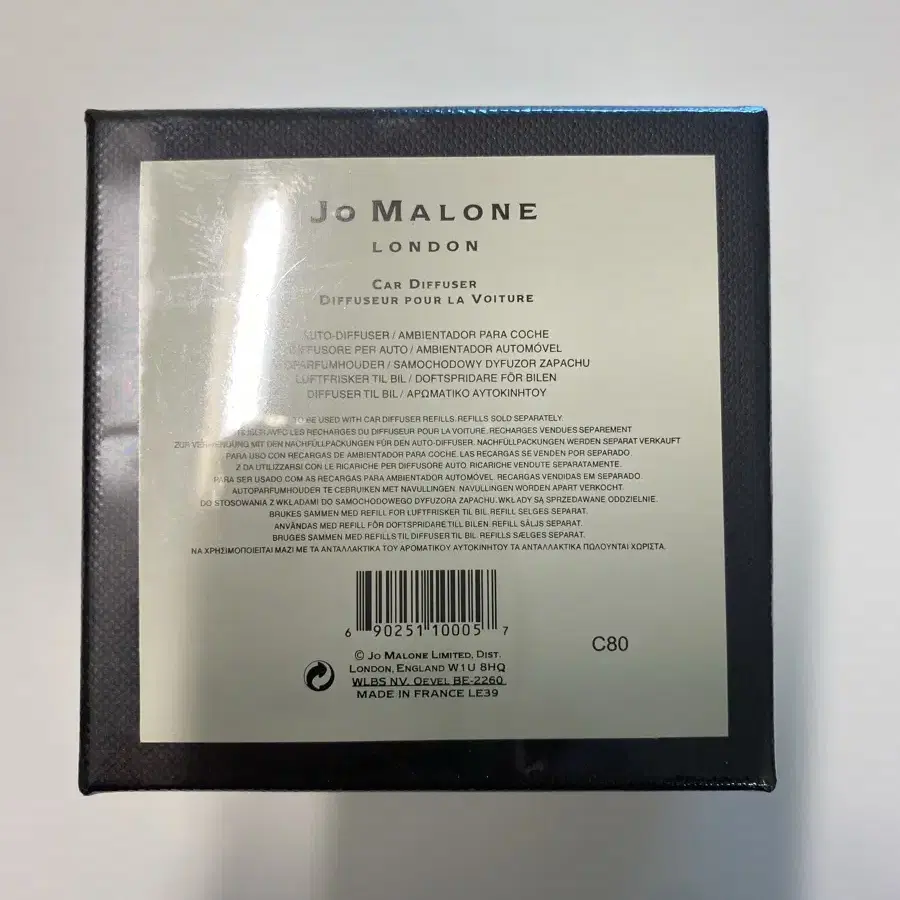 JO MALONE
LONDON
CAR DIFFUSER
DIFFUSEUR POUR LA VOITURE
AUTO-DIFFUSER / AMBIENTADOR PARA COCHE
DIFFUSORE PER AUTO / AMBIENTADOR AUTOMÓVEL
/ SAMOCHODOWY DYFUZOR ZAPACHU
LUFTFRISKER TIL BIL / DOFTSPRIDARE FÖR BILEN
DIFFUSER TIL BIL / ΑΡΩΜΑΤΙΚΟ ΑΥΤΟΚΙΝΗΤΟΥ
TO BE USED WITH CAR DIFFUSER REFILLS. REFILLS SOLD SEPARATELY.
LES RECHARGES DU DIFFUSEUR POUR LA VOITURE. RECHARGES VENDUES SEPAREMENT
ZUR VERWENDUNG MIT DEN NACHFÜLLPACKUNGEN FÜR DEN AUTO-DIFFUSER. NACHFÜLLPACKUNGEN WERDEN SEPARAT VERKAUFT
PARA USO CON RECARGAS DE AMBIENTADOR PARA COCHE. LAS RECARGAS SE VENDEN POR SEPARADO.
DA UTILIZZARSI CON LE RICARICHE PER DIFFUSORE AUTO. RICARICHE VENDUTE SEPARATAMENTE.
PARA SER USADO COM AS RECARGAS PARA AMBIENTADOR AUTOMÓVEL. RECARGAS VENDIDAS EM SEPARADO.
AUTOPARFUMHOUDER TE GEBRUIKEN MET NAVULLINGEN. NAVULLINGEN WORDEN APART VERKOCHT.
DO STOSOWANIA Z WKŁADAMI DO SAMOCHODOWEGO DYFUZORA ZAPACHU. WKŁADY SĄ SPRZEDAWANE ODDZIELNIE.
BRUKES SAMMEN MED REFILL FOR LUFTFRISKER TIL BIL. REFILL SELGES SEPARAT.
ANVÄNDAS MED REFILL FÖR DOFTSPRIDARE TILL BILEN. REFILL SÄLJS SEPARAT.
BRUGES SAMMEN MED REFILLS TIL DIFFUSER TIL BIL. REFILLS SÆLGES SEPARAT.
ΝΑ ΧΡΗΣΙΜΟΠΟΙΕΙΤΑΙ ΜΑΖΙ ΜΕ ΤΑ ΑΝΤΑΛΛΑΚΤΙΚΑ ΤΟΥ ΑΡΩΜΑΤΙΚΟΥ ΑΥΤΟΚΙΝΗΤΟΥ ΤΑ ΑΝΤΑΛΛΑΚΤΙΚΑ ΠΩΛΟΥΝΤΑΙ ΧΩΡΙΣΤΑ.
6 90251 10005 7
C80
© JO MALONE LIMITED, DIST.
LONDON, ENGLAND W1U 8HQ
WLBS NV. OEVEL BE-2260
MADE IN FRANCE LE39